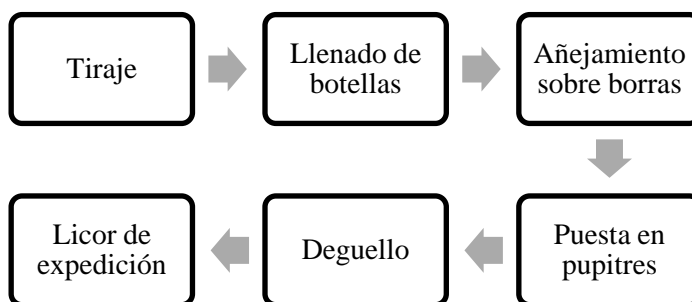 Tiraje
Llenado de
botellas
Añejamiento
sobre borras
Puesta en
pupitres
Deguello
Licor de
expedición